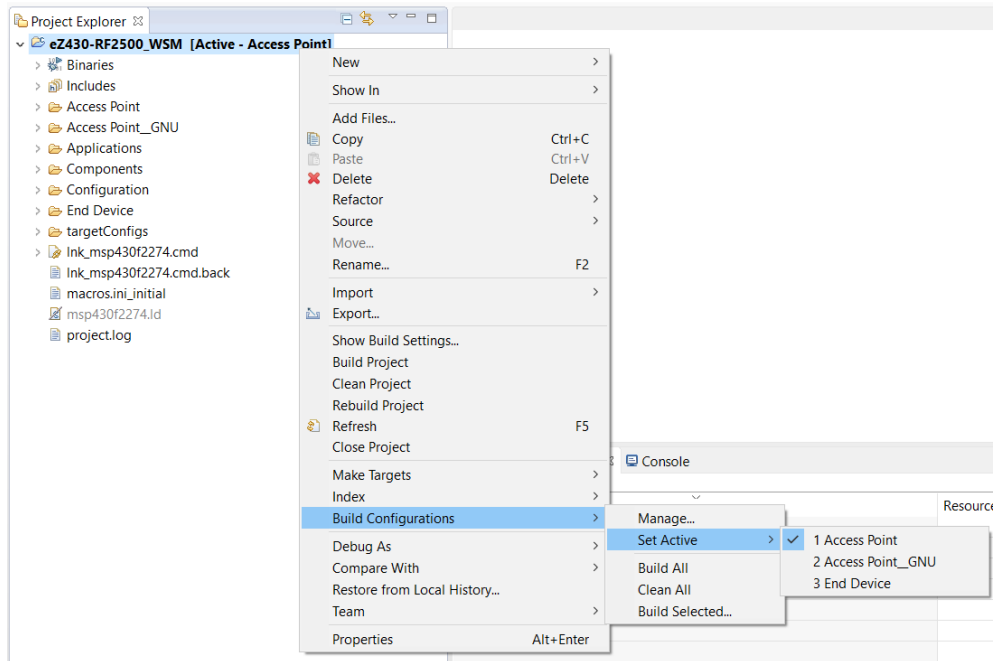 Project Explorer
eZ430-RF2500_WSM [Active - Access Point]
Binaries
Includes
Access Point
Access Point__GNU
Applications
Components
Configuration
End Device
targetConfigs
lnk_msp430f2274.cmd
lnk_msp430f2274.cmd.back
macros.ini_initial
msp430f2274.ld
project.log
New
Show In
Add Files...
Copy Ctrl+C
Paste Ctrl+V
Delete Delete
Refactor
Source
Move...
Rename... F2
Import
Export...
Show Build Settings...
Build Project
Clean Project
Rebuild Project
Refresh F5
Close Project
Make Targets
Index
Build Configurations
Debug As
Compare With
Restore from Local History...
Team
Properties Alt+Enter
Console
Resource
Manage...
Set Active
Build All
Clean All
Build Selected...
1 Access Point
2 Access Point__GNU
3 End Device